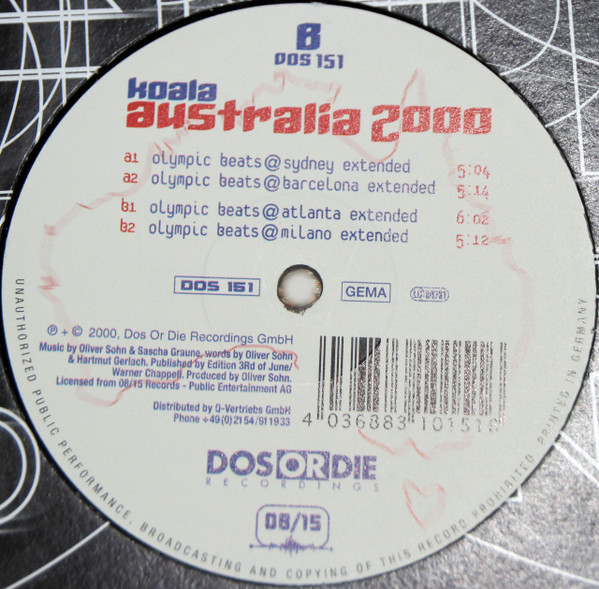 B
DOS 151
koala
australia 2000
a1 olympic beats@sydney extended 5:04
a2 olympic beats@barcelona extended 5:14
b1 olympic beats@atlanta extended 6:02
b2 olympic beats@milano extended 5:12
DOS 151 GEMA
℗ + © 2000, Dos Or Die Recordings GmbH
Music by Oliver Sohn & Sascha Graune, words by Oliver Sohn
& Hartmut Gerlach. Published by Edition 3Rd of June/
Warner Chappell. Produced by Oliver Sohn.
Licensed from 08/15 Records - Public Entertainment AG
Distributed by Q-Vertriebs GmbH
Phone +49(0)2154/911933
4 036383 101518
DOS OR DIE
RECORDINGS
08/15
UNAUTHORIZED PUBLIC PERFORMANCE, BROADCASTING AND COPYING OF THIS RECORD PROHIBITED. PRINTED IN GERMANY